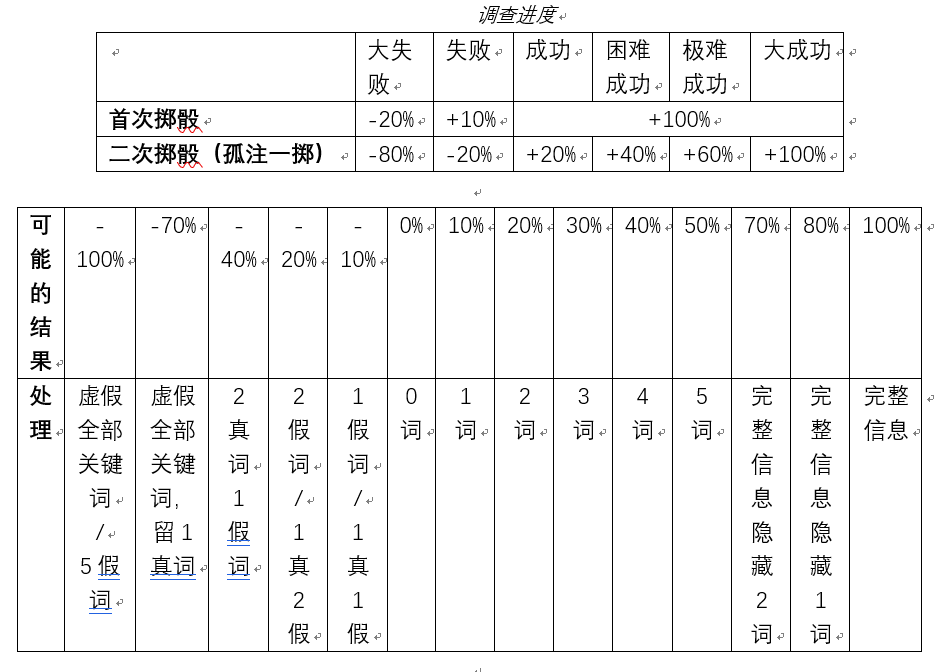 调查进度
大失败 失败 成功 困难成功 极难成功 大成功
首次掷骰 -20% +10% +100%
二次掷骰（孤注一掷） -80% -20% +20% +40% +60% +100%
可能的结果 -100% -70% -40% -20% -10% 0% 10% 20% 30% 40% 50% 70% 80% 100%
处理 虚假全部关键词/5假词 虚假全部关键词，留1真词 2真词1假词 2假词/1真2假 1假词/1真1假 0词 1词 2词 3词 4词 5词 完整信息隐藏2词 完整信息隐藏1词 完整信息